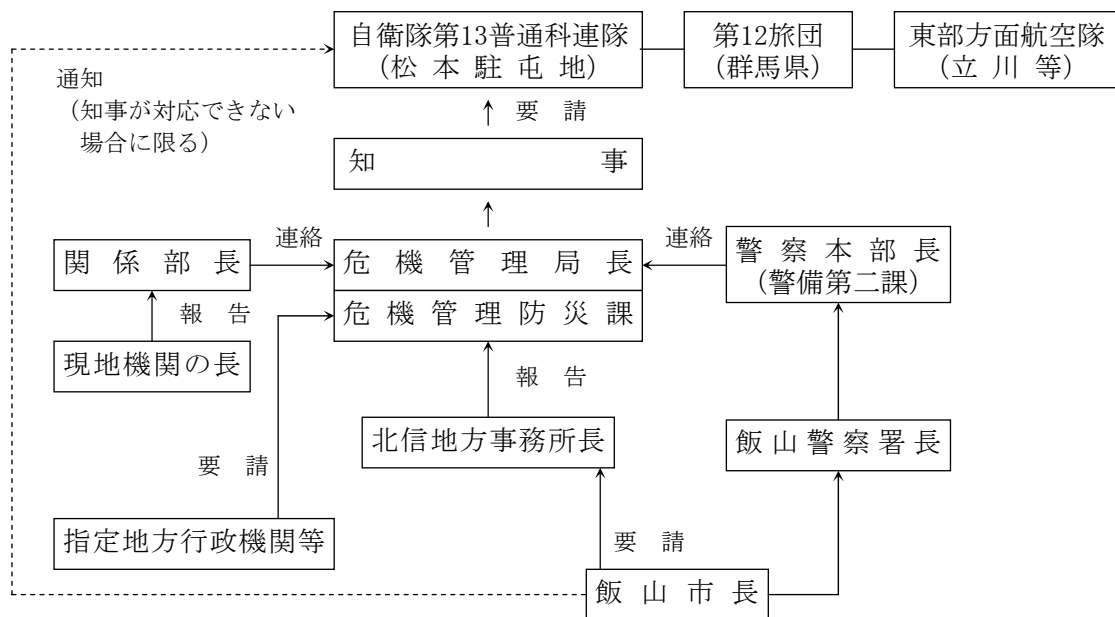 自衛隊第13普通科連隊
（松本駐屯地）
第12旅団
（群馬県）
東部方面航空隊
（立川等）
通知
（知事が対応できない
場合に限る）
要請
知事
関係部長
連絡
危機管理局長
連絡
警察本部長
（警備第二課）
危機管理防災課
報告
現地機関の長
報告
北信地方事務所長
飯山警察署長
要請
指定地方行政機関等
要請
飯山市長